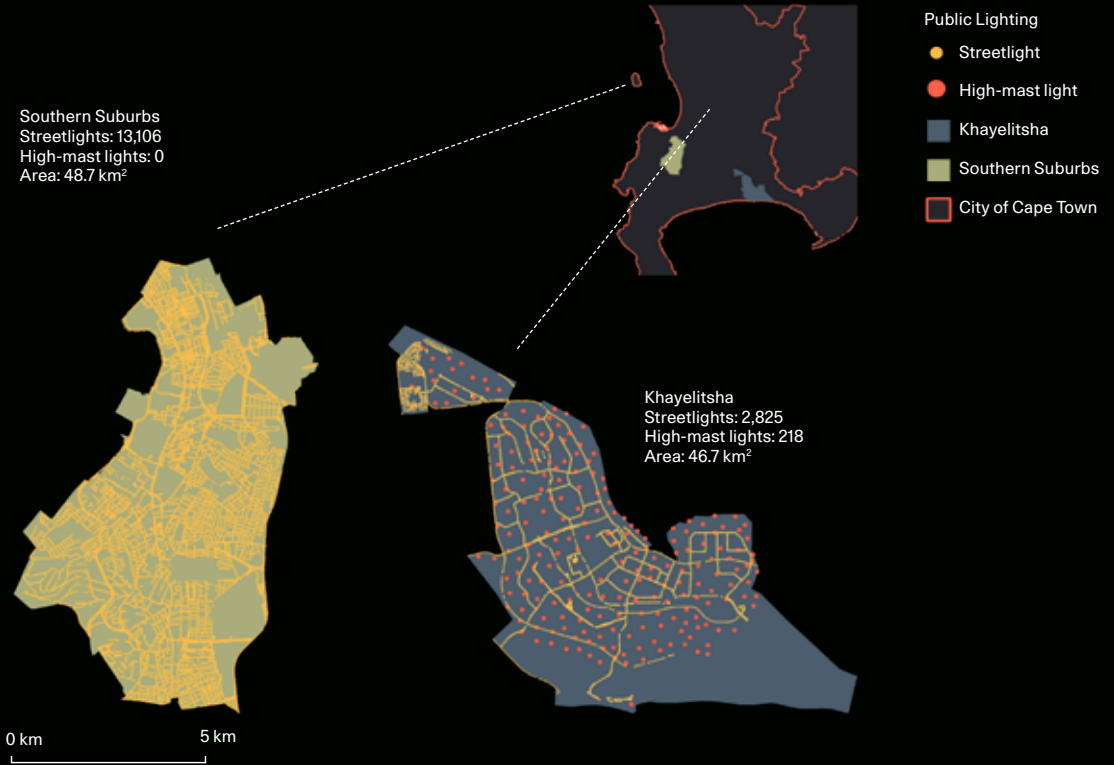 Public Lighting
Streetlight
High-mast light
Khayelitsha
Southern Suburbs
City of Cape Town
Southern Suburbs
Streetlights: 13,106
High-mast lights: 0
Area: 48.7 km²
Khayelitsha
Streetlights: 2,825
High-mast lights: 218
Area: 46.7 km²
0 km
5 km